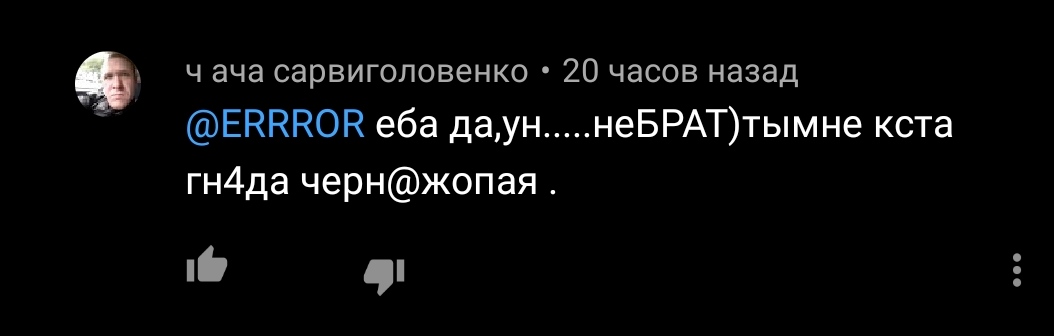 ч ача сарвиголовенко • 20 часов назад
@ERRROR еба да,ун.....неБРАТ)тымне кста
гн4да черн@жопая .